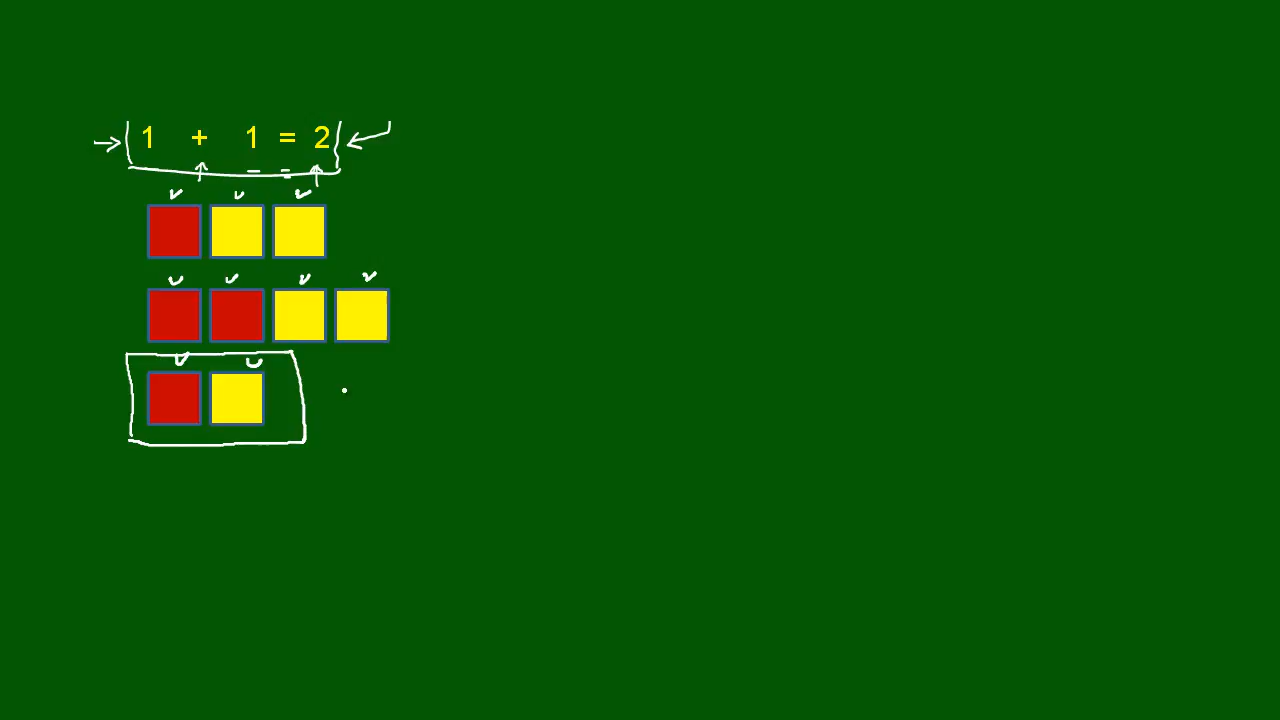 1 + 1 = 2